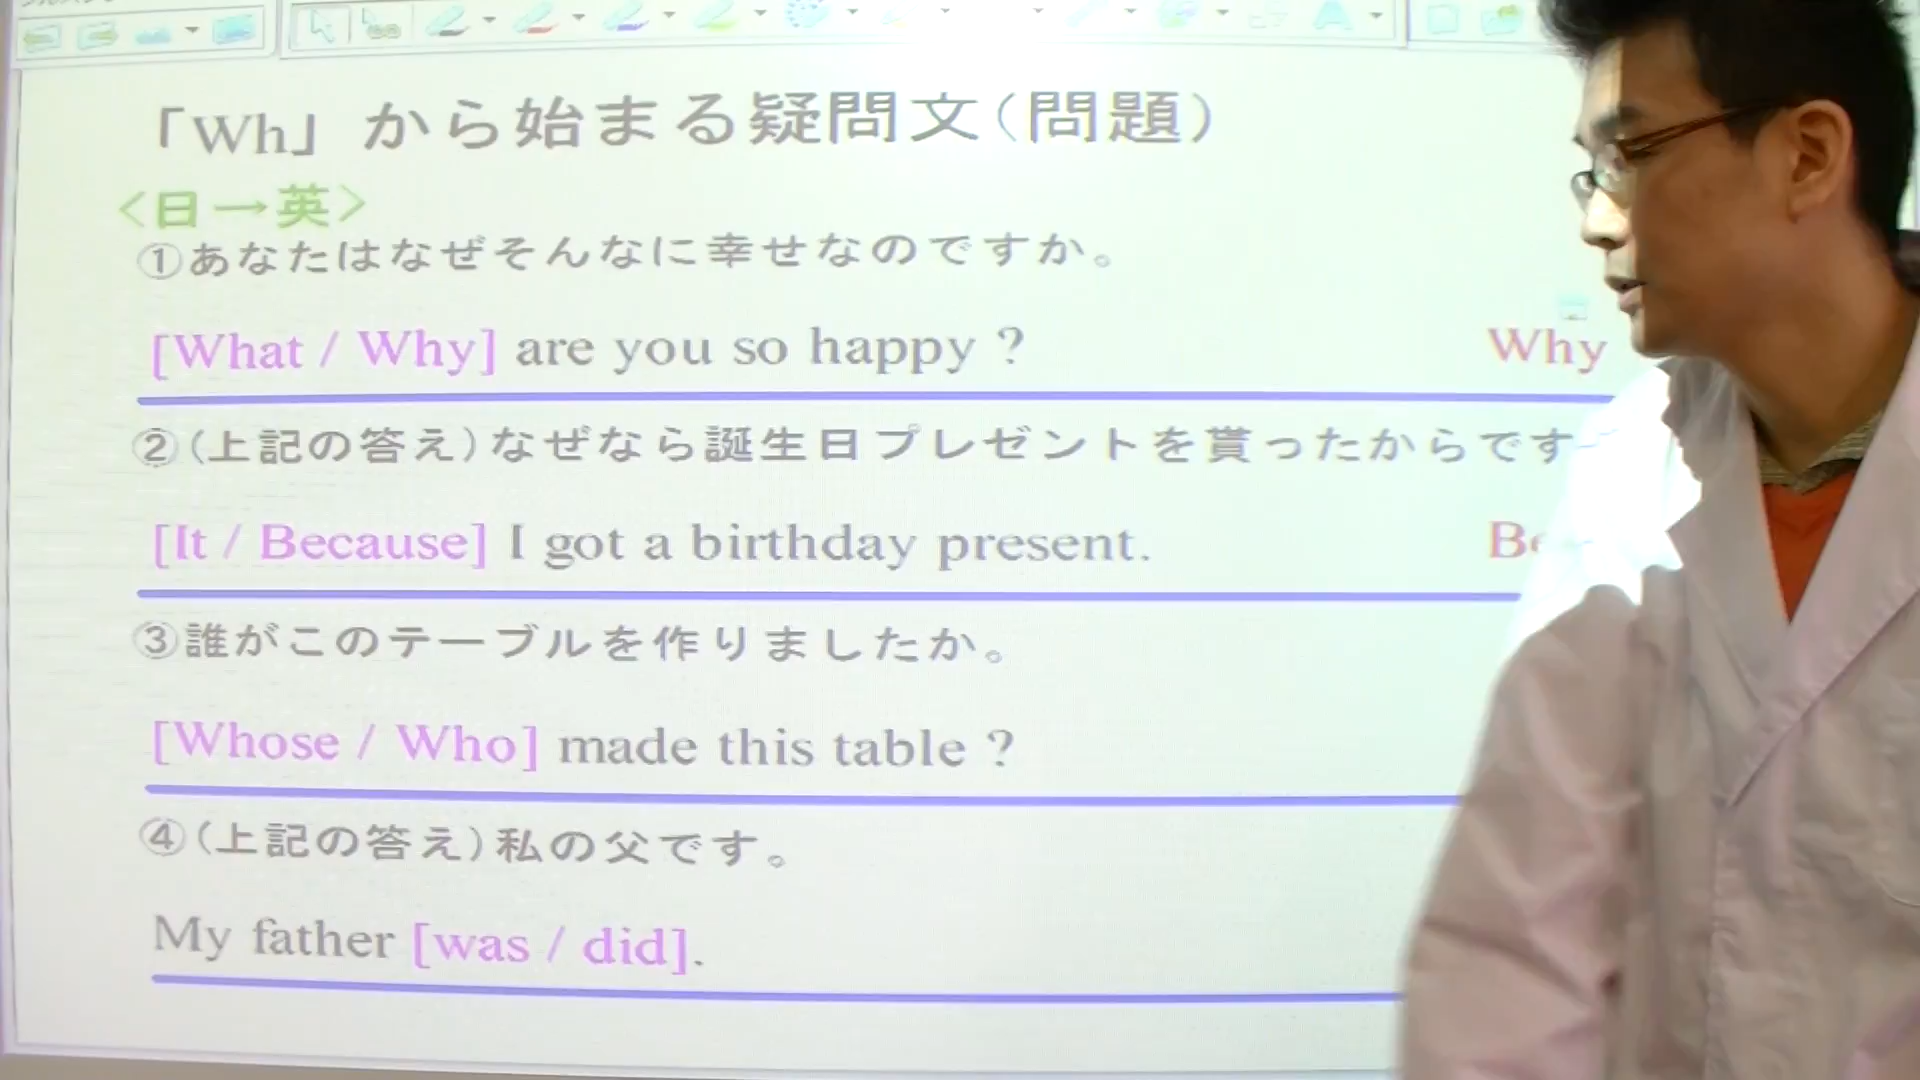 「Wh」から始まる疑問文（問題）
<日→英>
①あなたはなぜそんなに幸せなのですか。
[What / Why] are you so happy ?
Why
②（上記の答え）なぜなら誕生日プレゼントを貰ったからです
[It / Because] I got a birthday present.
③誰がこのテーブルを作りましたか。
[Whose / Who] made this table ?
④（上記の答え）私の父です。
My father [was / did].